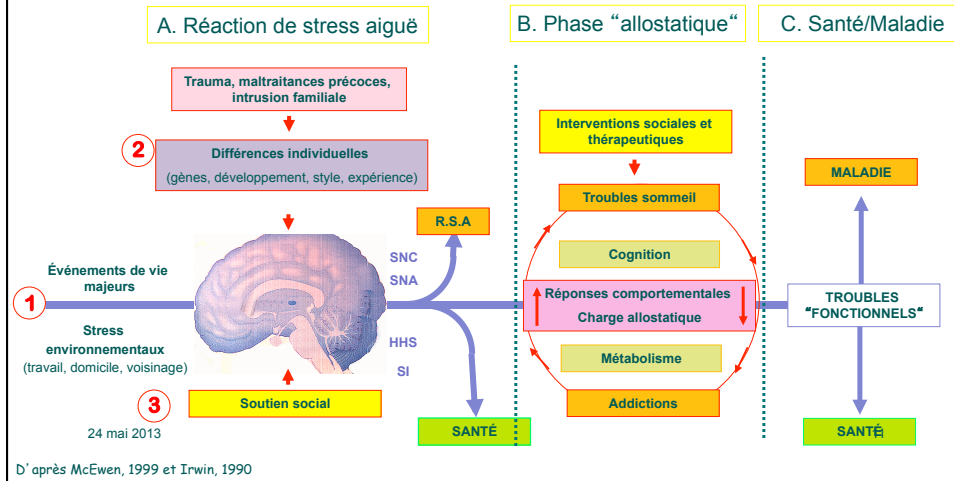 A. Réaction de stress aiguë
B. Phase “allostatique“
C. Santé/Maladie
Trauma, maltraitances précoces,
intrusion familiale
2
Différences individuelles
(gènes, développement, style, expérience)
Interventions sociales et
thérapeutiques
MALADIE
Troubles sommeil
R.S.A
SNC
SNA
Cognition
Événements de vie
majeurs
1
Réponses comportementales
Charge allostatique
TROUBLES
“FONCTIONNELS“
Stress
environnementaux
(travail, domicile, voisinage)
HHS
SI
Métabolisme
3
Soutien social
Addictions
24 mai 2013
SANTÉ
SANTÉ
D'après McEwen, 1999 et Irwin, 1990